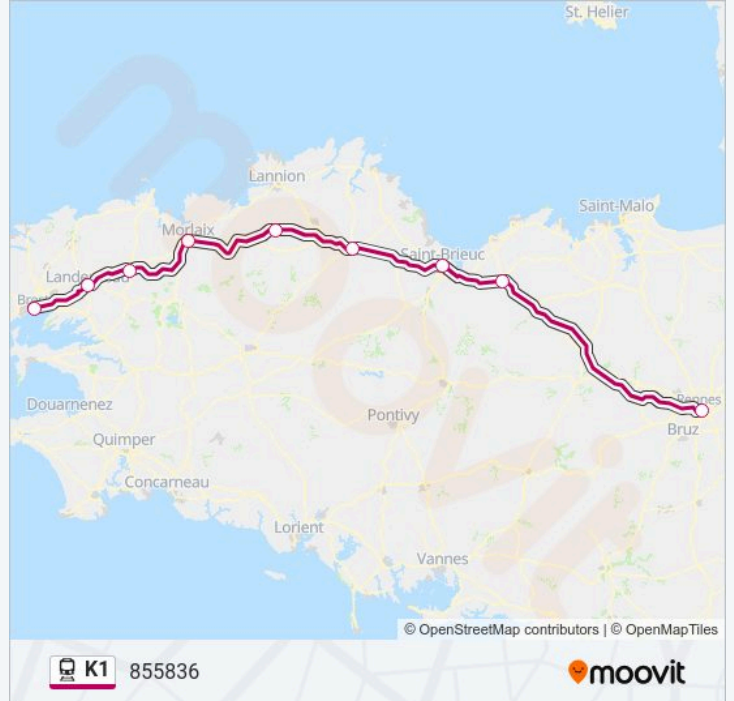 St. Helier
Lannion
Saint-Malo
Morlaix
Saint-Brieuc
Rennes
Douarnenez
Pontivy
Bruz
Quimper
Concarneau
Lorient
Vannes
© OpenStreetMap contributors | © OpenMapTiles
K1 855836
moovit